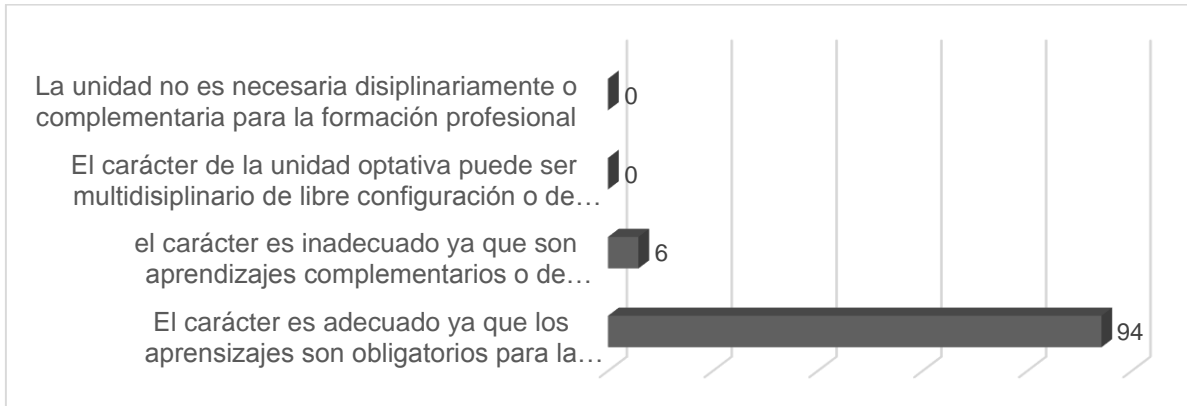 La unidad no es necesaria disiplinariamente o
complementaria para la formación profesional
0
El carácter de la unidad optativa puede ser
multidisiplinario de libre configuración o de…
0
el carácter es inadecuado ya que son
aprendizajes complementarios o de…
6
El carácter es adecuado ya que los
aprensizajes son obligatorios para la…
94